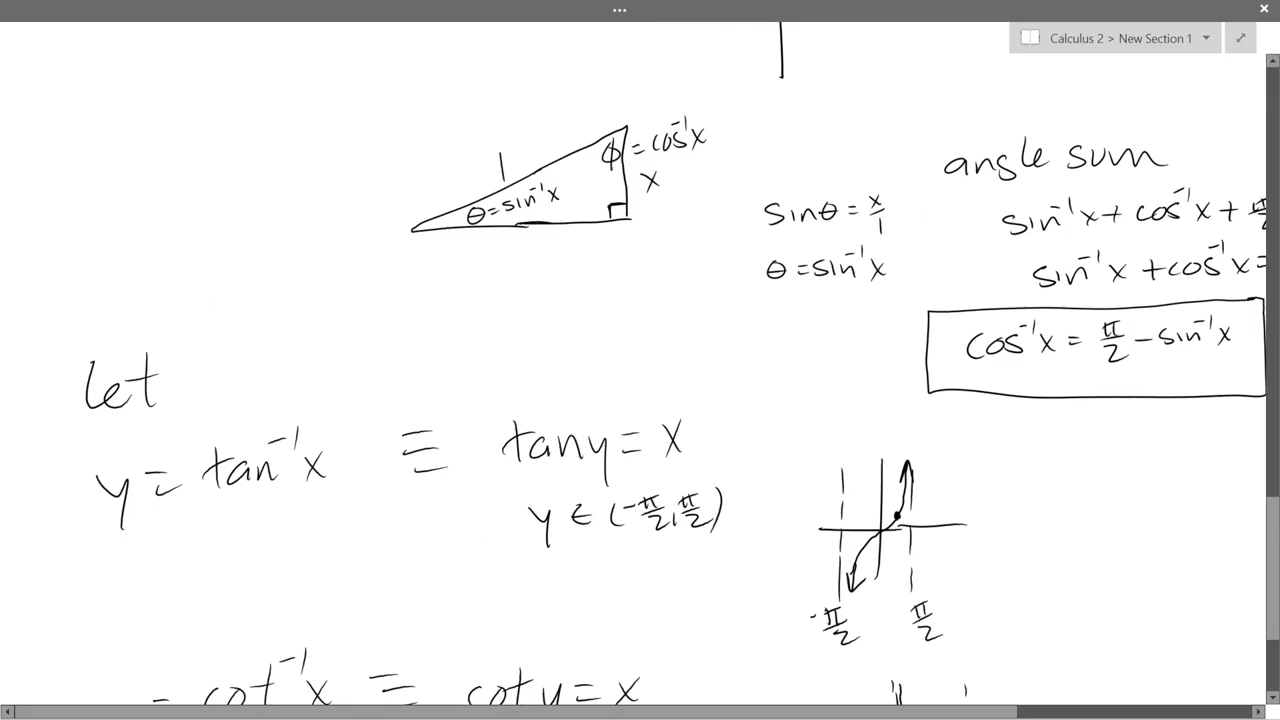 Calculus 2 > New Section 1
1
ϕ = cos⁻¹x
x
θ = sin⁻¹x
sinθ = x/1
θ = sin⁻¹x
angle sum
sin⁻¹x + cos⁻¹x +
sin⁻¹x + cos⁻¹x =
cos⁻¹x = π/2 - sin⁻¹x
let
y = tan⁻¹x ≡ tany = x
y ∈ (-π/2, π/2)
-π/2
π/2
= cot⁻¹x ≡ coty = x